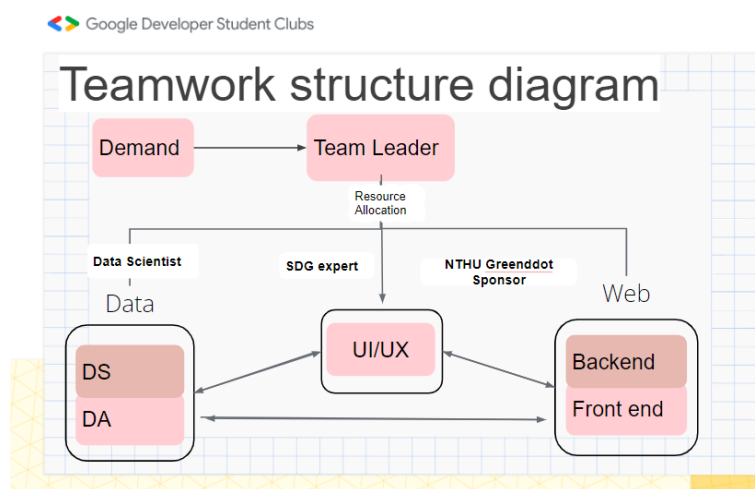 Google Developer Student Clubs
Teamwork structure diagram
Demand
Team Leader
Resource
Allocation
Data Scientist
SDG expert
NTHU Greenddot
Sponsor
Data
Web
UI/UX
DS
DA
Backend
Front end